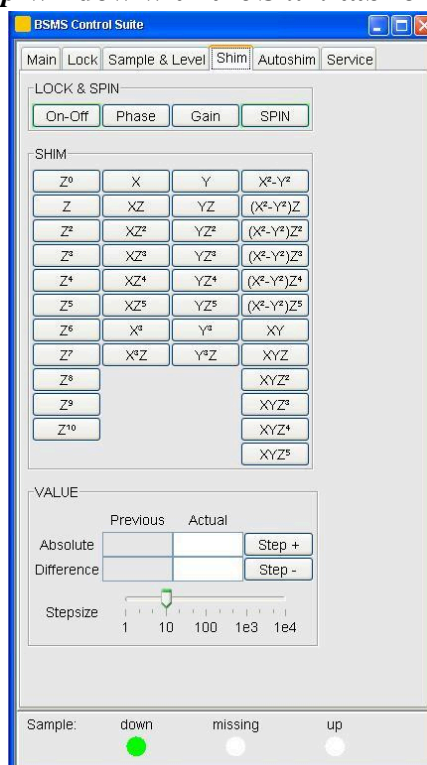 BSMS Control Suite
Main Lock Sample & Level Shim Autoshim Service
LOCK & SPIN
On-Off Phase Gain SPIN
SHIM
Z⁰ X Y X²-Y²
Z XZ YZ (X²-Y²)Z
Z² XZ² YZ² (X²-Y²)Z²
Z³ XZ³ YZ³ (X²-Y²)Z³
Z⁴ XZ⁴ YZ⁴ (X²-Y²)Z⁴
Z⁵ XZ⁵ YZ⁵ (X²-Y²)Z⁵
Z⁶ X³ Y³ XY
Z⁷ X³Z Y³Z XYZ
Z⁸ XYZ²
Z⁹ XYZ³
Z¹⁰ XYZ⁴
XYZ⁵
VALUE
Previous Actual
Absolute Step +
Difference Step -
Stepsize
1 10 100 1e3 1e4
Sample: down missing up